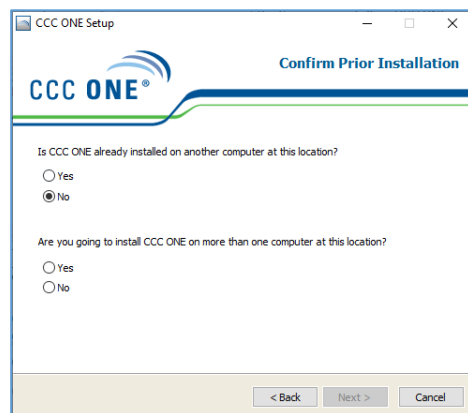 CCC ONE Setup
Confirm Prior Installation
CCC ONE®
Is CCC ONE already installed on another computer at this location?
Yes
No
Are you going to install CCC ONE on more than one computer at this location?
Yes
No
< Back
Next >
Cancel